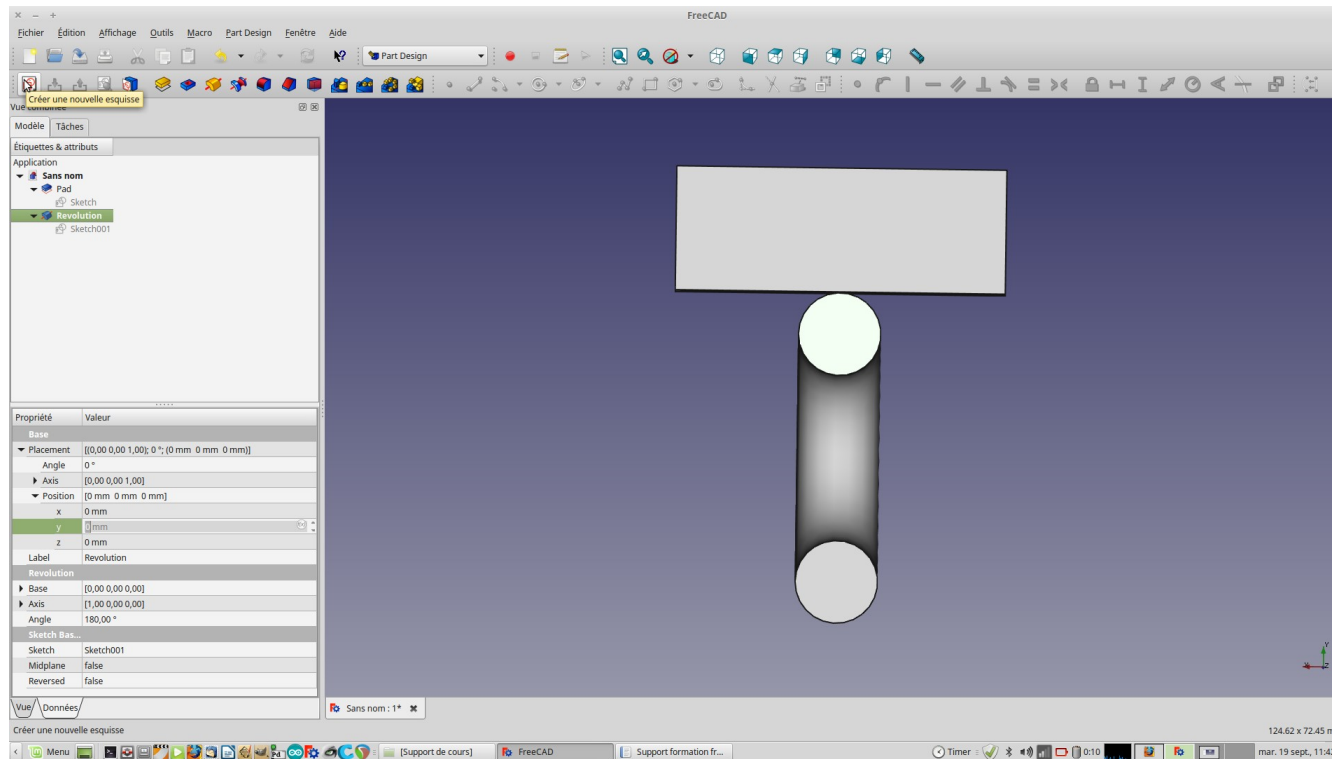 FreeCAD
Fichier Édition Affichage Outils Macro Part Design Fenêtre Aide
Part Design
Créer une nouvelle esquisse
Vue combinée
Modèle Tâches
Étiquettes & attributs
Application
Sans nom
Pad
Sketch
Revolution
Sketch001
Propriété Valeur
Base
Placement [(0,00 0,00 1,00); 0 °; (0 mm 0 mm 0 mm)]
Angle 0 °
Axis [0,00 0,00 1,00]
Position [0 mm 0 mm 0 mm]
x 0 mm
y 0 mm
z 0 mm
Label Revolution
Revolution
Base [0,00 0,00 0,00]
Axis [1,00 0,00 0,00]
Angle 180,00 °
Sketch Bas...
Sketch Sketch001
Midplane false
Reversed false
Vue Données
Sans nom : 1*
Créer une nouvelle esquisse
124.62 x 72.45 m
Menu [Support de cours] FreeCAD Support formation fr... Timer : 0:10 mar. 19 sept., 11:4
Y
X
Z